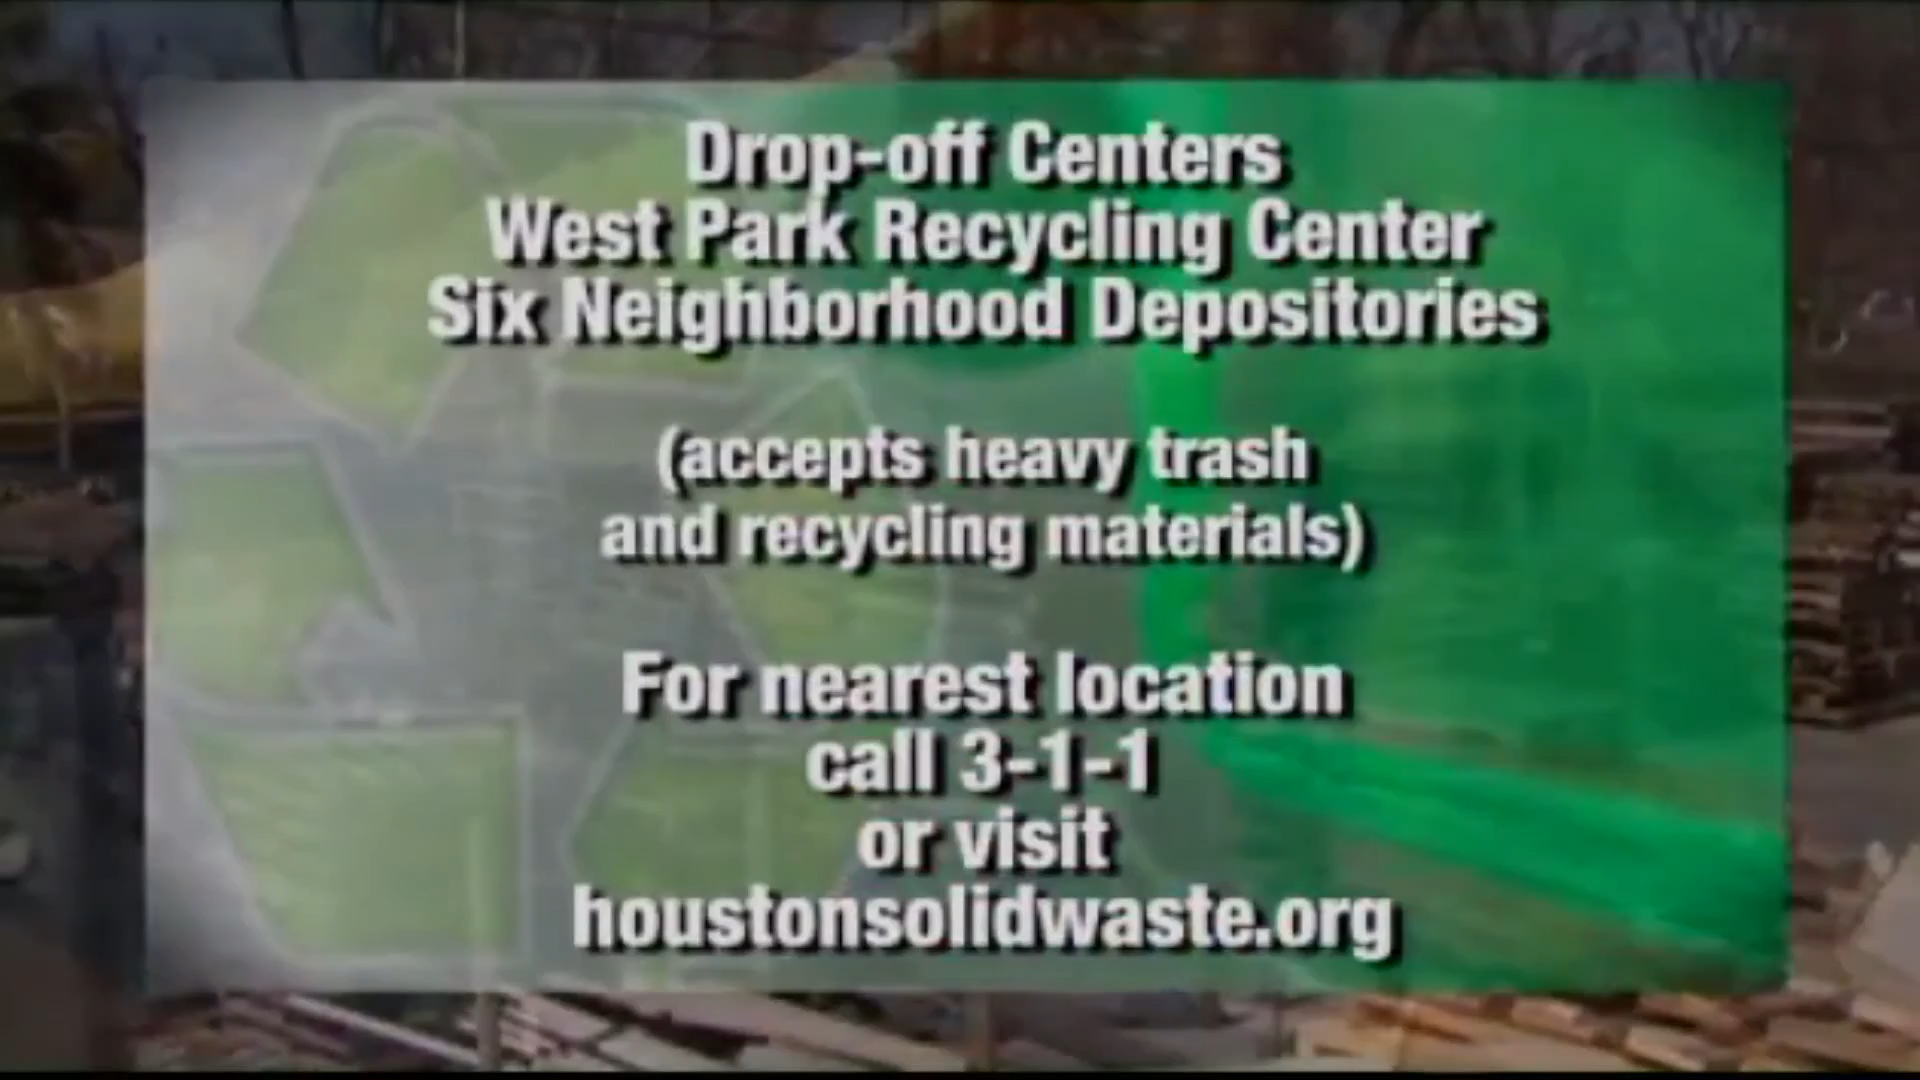 Drop-off Centers
West Park Recycling Center
Six Neighborhood Depositories
(accepts heavy trash
and recycling materials)
For nearest location
call 3-1-1
or visit
houstonsolidwaste.org